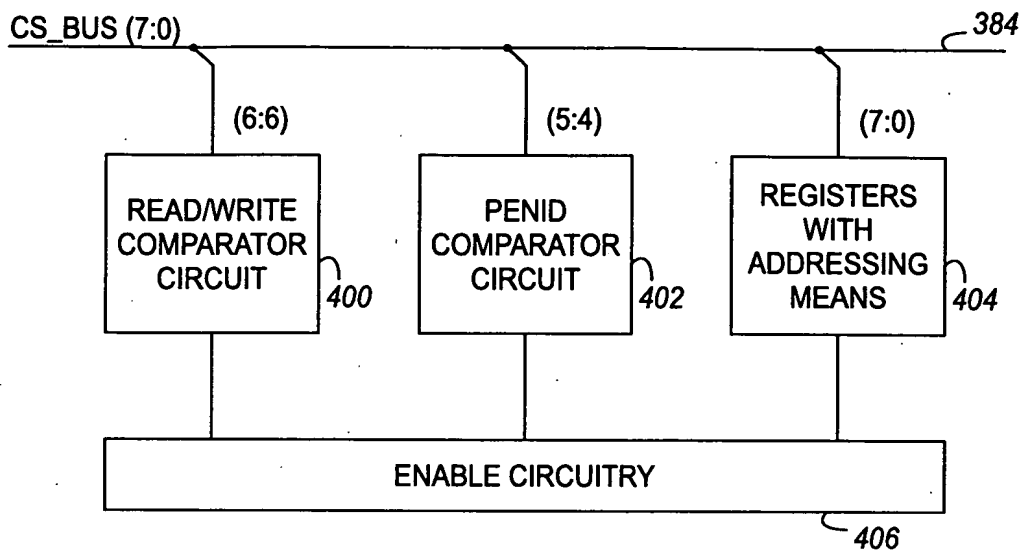 CS_BUS (7:0)
384
(6:6)
(5:4)
(7:0)
READ/WRITE
COMPARATOR
CIRCUIT
400
PENID
COMPARATOR
CIRCUIT
402
REGISTERS
WITH
ADDRESSING
MEANS
404
ENABLE CIRCUITRY
406